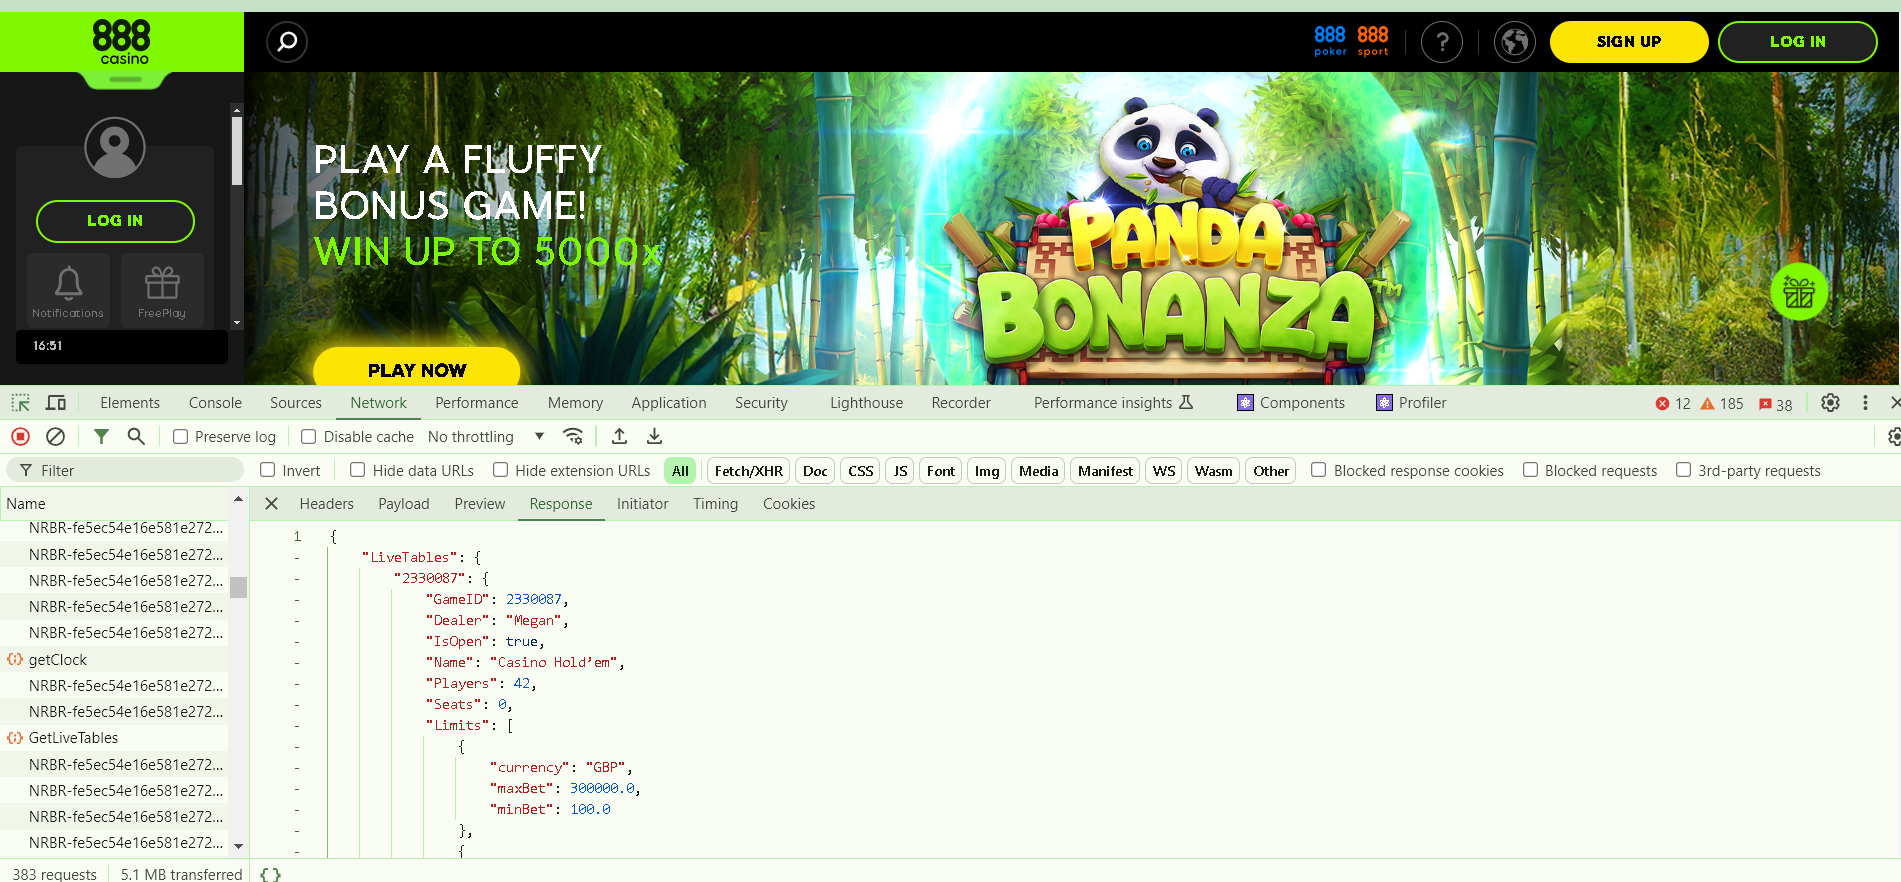 888
casino
888
poker
888
sport
?
SIGN UP
LOG IN
LOG IN
Notifications
FreePlay
16:51
PLAY A FLUFFY
BONUS GAME!
WIN UP TO 5000x
PLAY NOW
PANDA
BONANZA™
Elements Console Sources Network Performance Memory Application Security Lighthouse Recorder Performance insights Components Profiler 12 185 38
Preserve log Disable cache No throttling
Filter Invert Hide data URLs Hide extension URLs All Fetch/XHR Doc CSS JS Font Img Media Manifest WS Wasm Other Blocked response cookies Blocked requests 3rd-party requests
Name
NRBR-fe5ec54e16e581e272...
NRBR-fe5ec54e16e581e272...
NRBR-fe5ec54e16e581e272...
NRBR-fe5ec54e16e581e272...
NRBR-fe5ec54e16e581e272...
getClock
NRBR-fe5ec54e16e581e272...
NRBR-fe5ec54e16e581e272...
GetLiveTables
NRBR-fe5ec54e16e581e272...
NRBR-fe5ec54e16e581e272...
NRBR-fe5ec54e16e581e272...
NRBR-fe5ec54e16e581e272...
383 requests 5.1 MB transferred { }
Headers Payload Preview Response Initiator Timing Cookies
1 {
- "LiveTables": {
- "2330087": {
- "GameID": 2330087,
- "Dealer": "Megan",
- "IsOpen": true,
- "Name": "Casino Hold'em",
- "Players": 42,
- "Seats": 0,
- "Limits": [
- {
- "currency": "GBP",
- "maxBet": 300000.0,
- "minBet": 100.0
- },
- {